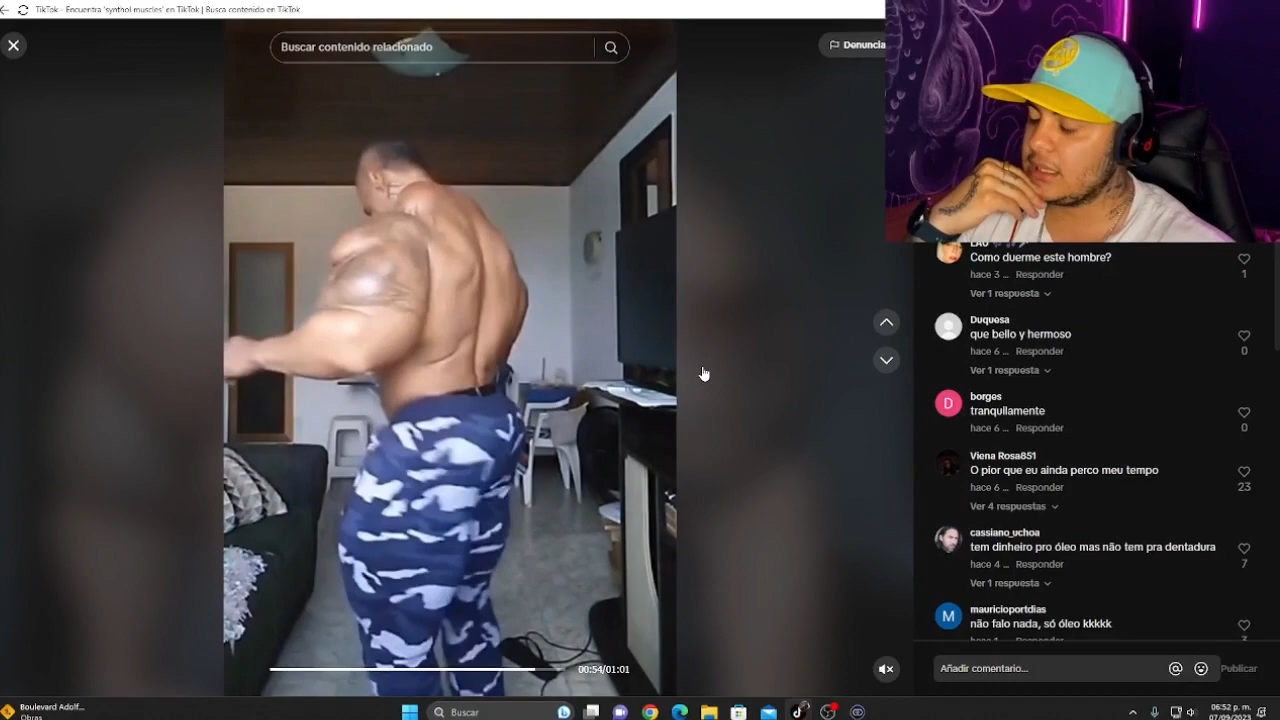 TikTok - Encuentra 'synthol muscles' en TikTok | Busca contenido en TikTok
Buscar contenido relacionado
Denuncia
LAU
Como duerme este hombre?
hace 3 ... Responder
1
Ver 1 respuesta
Duquesa
que bello y hermoso
hace 6 ... Responder
0
Ver 1 respuesta
D
borges
tranqulamente
hace 6 ... Responder
0
Viena Rosa851
O pior que eu ainda perco meu tempo
hace 6 ... Responder
23
Ver 4 respuestas
cassiano_uchoa
tem dinheiro pro óleo mas não tem pra dentadura
hace 4 ... Responder
7
Ver 1 respuesta
M
mauricioportdias
não falo nada, só óleo kkkkk
00:54/01:01
Añadir comentario...
Publicar
Boulevard Adolf...
Obras
Buscar
06:52 p. m.
07/09/2023